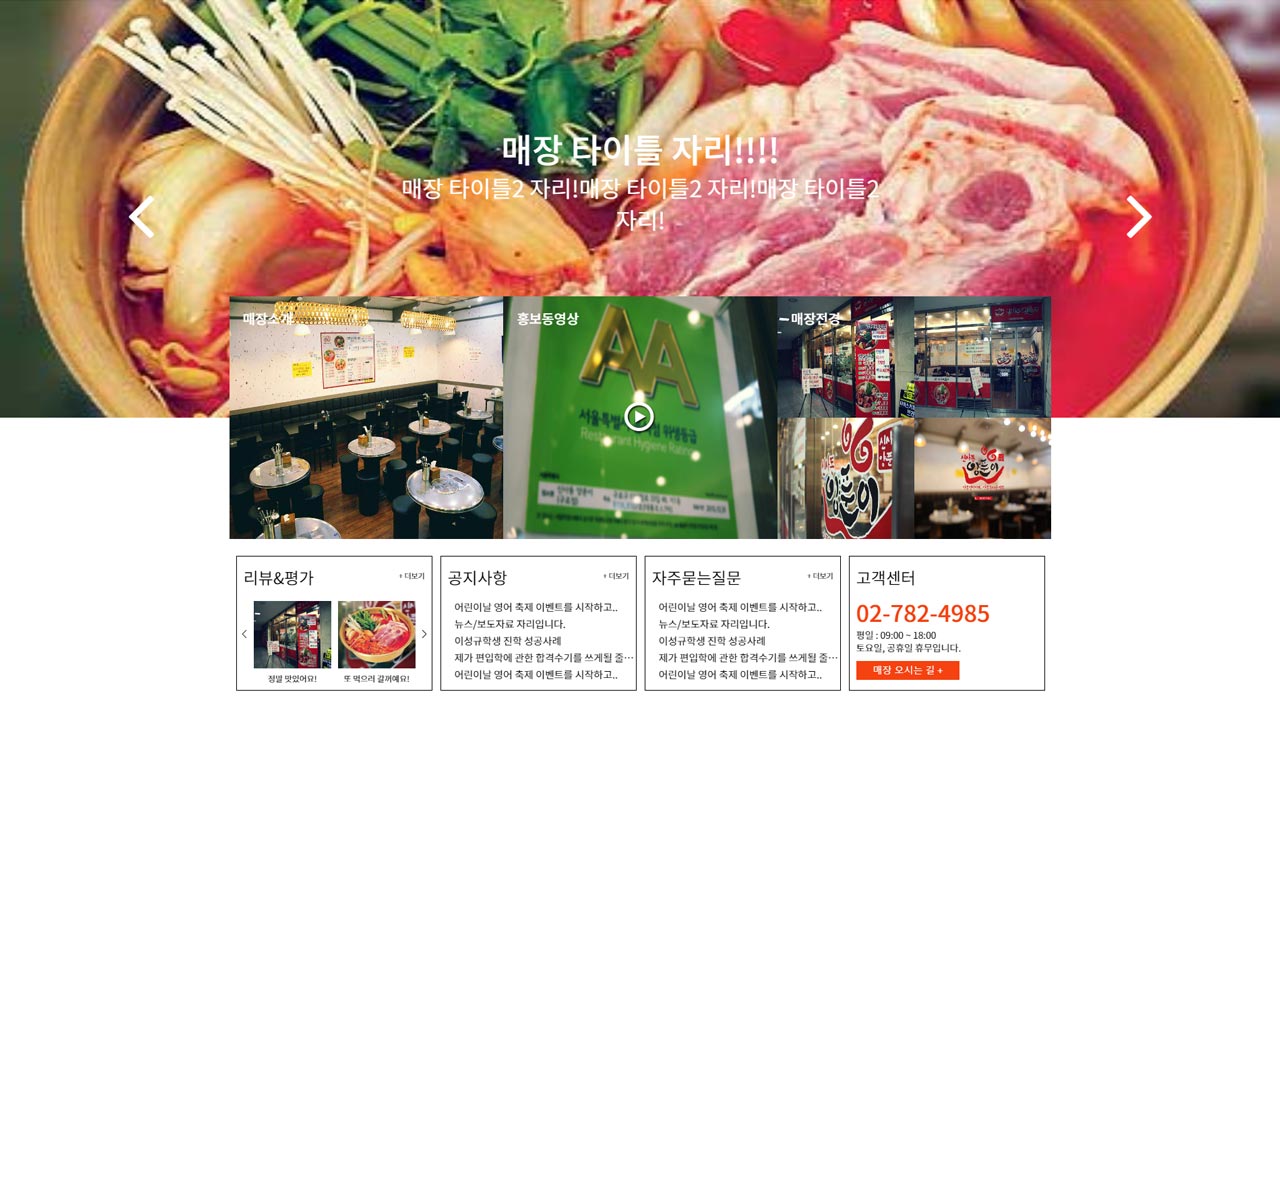 매장 타이틀 자리!!!!
매장 타이틀2 자리!매장 타이틀2 자리!매장 타이틀2
자리!
매장소개
홍보동영상
매장전경
AA
Restaurant Hygiene Rating
리뷰&평가
+ 더보기
정말 맛있어요!
또 먹으러 갈꺼예요!
공지사항
+ 더보기
어린이날 영어 축제 이벤트를 시작하고..
뉴스/보도자료 자리입니다.
이성규학생 진학 성공사례
제가 편입학에 관한 합격수기를 쓰게될 줄…
어린이날 영어 축제 이벤트를 시작하고..
자주묻는질문
+ 더보기
어린이날 영어 축제 이벤트를 시작하고..
뉴스/보도자료 자리입니다.
이성규학생 진학 성공사례
제가 편입학에 관한 합격수기를 쓰게될 줄…
어린이날 영어 축제 이벤트를 시작하고..
고객센터
02-782-4985
평일 : 09:00 ~ 18:00
토요일, 공휴일 휴무입니다.
매장 오시는 길 +